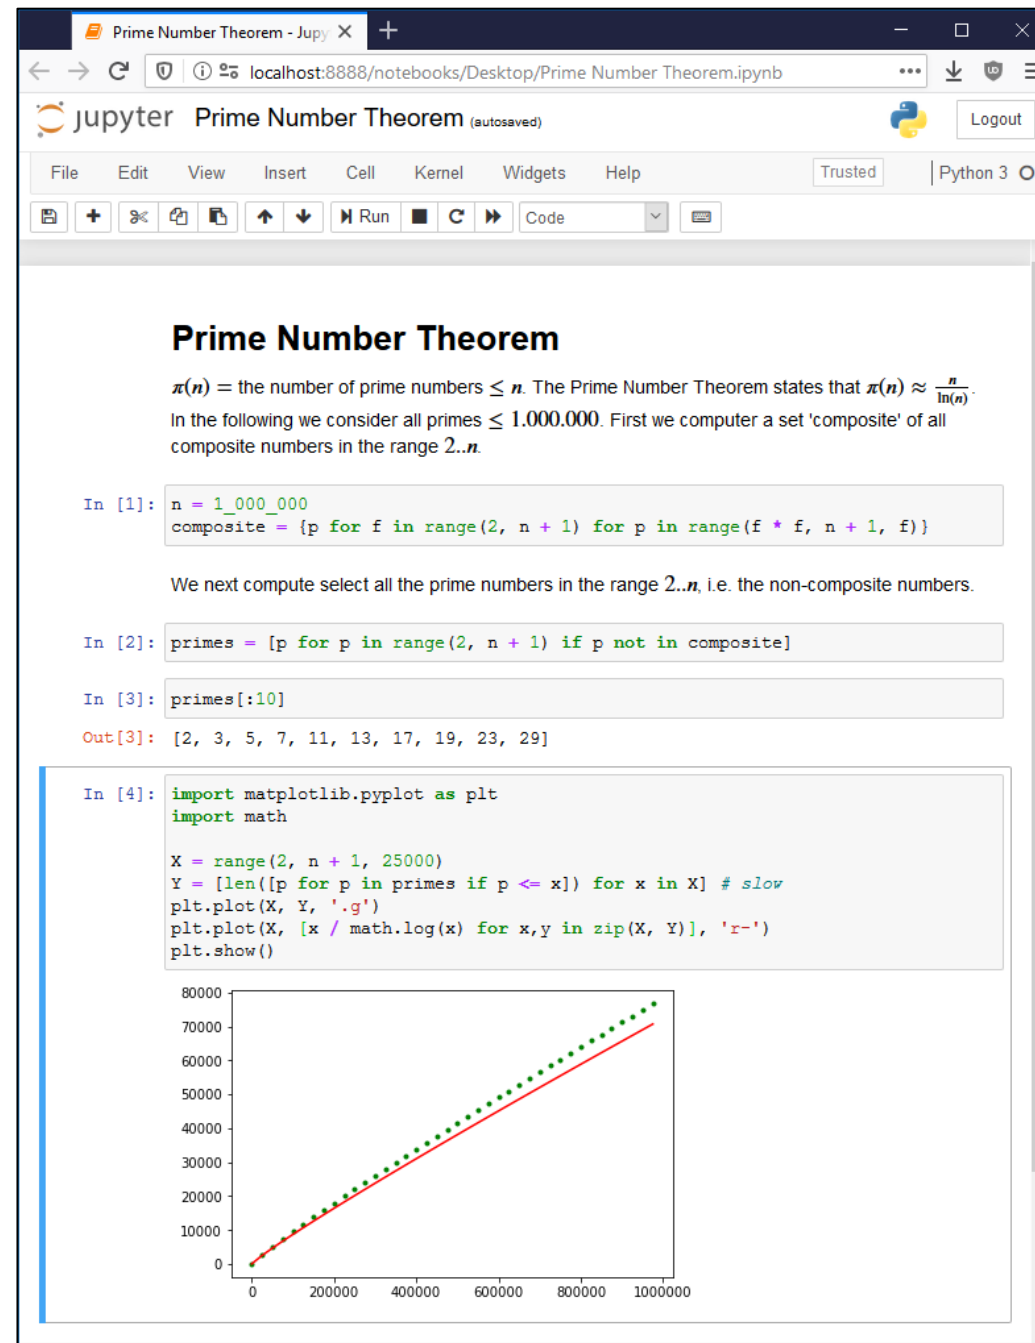 Prime Number Theorem - Jupy
localhost:8888/notebooks/Desktop/Prime Number Theorem.ipynb
jupyter Prime Number Theorem (autosaved)
Logout
File Edit View Insert Cell Kernel Widgets Help Trusted Python 3
Run Code
Prime Number Theorem
π(n) = the number of prime numbers ≤ n. The Prime Number Theorem states that π(n) ≈ n/ln(n).
In the following we consider all primes ≤ 1.000.000. First we computer a set 'composite' of all
composite numbers in the range 2..n.
In [1]: n = 1_000_000
composite = {p for f in range(2, n + 1) for p in range(f * f, n + 1, f)}
We next compute select all the prime numbers in the range 2..n, i.e. the non-composite numbers.
In [2]: primes = [p for p in range(2, n + 1) if p not in composite]
In [3]: primes[:10]
Out[3]: [2, 3, 5, 7, 11, 13, 17, 19, 23, 29]
In [4]: import matplotlib.pyplot as plt
import math
X = range(2, n + 1, 25000)
Y = [len([p for p in primes if p <= x]) for x in X] # slow
plt.plot(X, Y, '.g')
plt.plot(X, [x / math.log(x) for x,y in zip(X, Y)], 'r-')
plt.show()
80000
70000
60000
50000
40000
30000
20000
10000
0
0 200000 400000 600000 800000 1000000